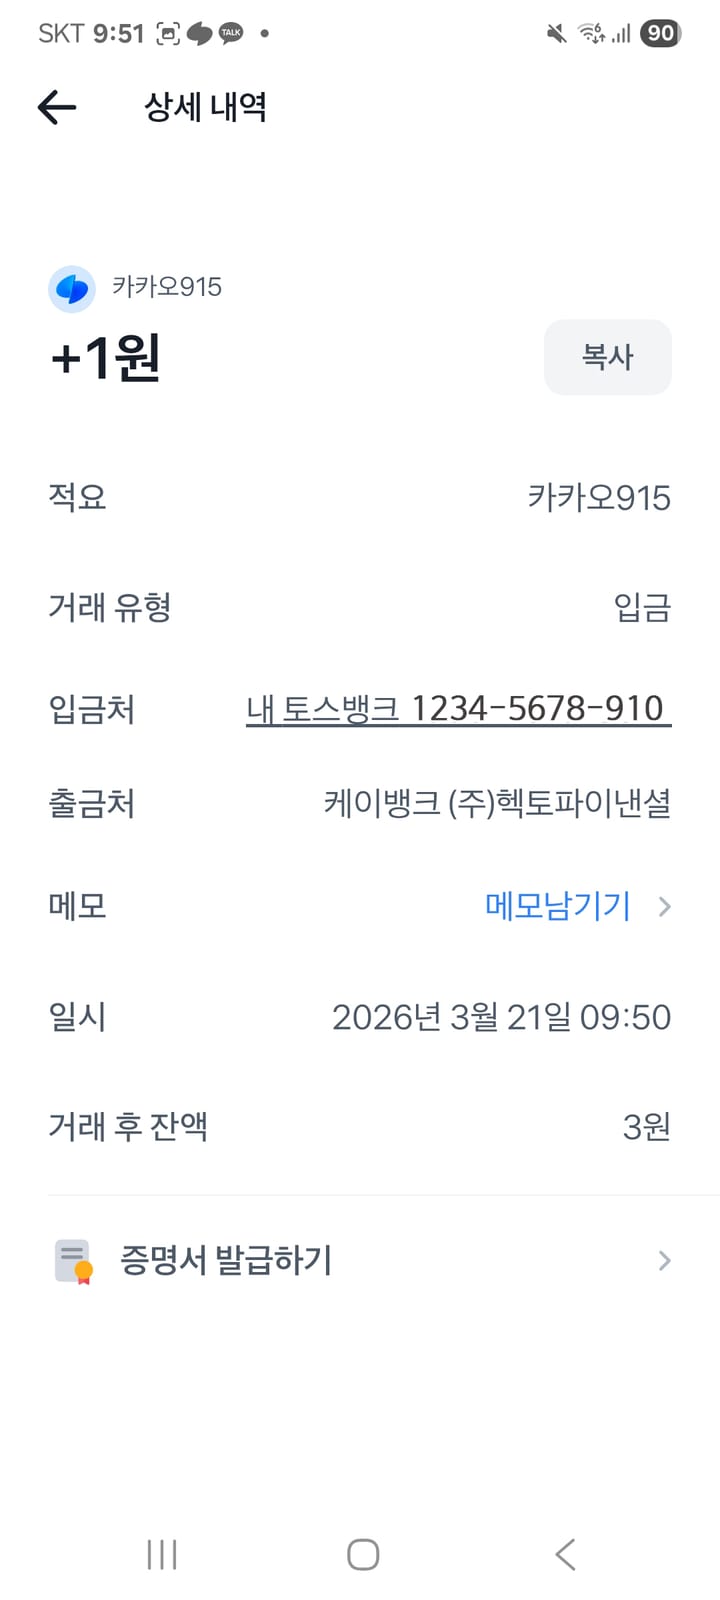 SKT 9:51 TALK 6 90
상세 내역
카카오915
+1원
복사
적요 카카오915
거래 유형 입금
입금처 내 토스뱅크 1234-5678-910
출금처 케이뱅크 (주)헥토파이낸셜
메모 메모남기기
일시 2026년 3월 21일 09:50
거래 후 잔액 3원
증명서 발급하기